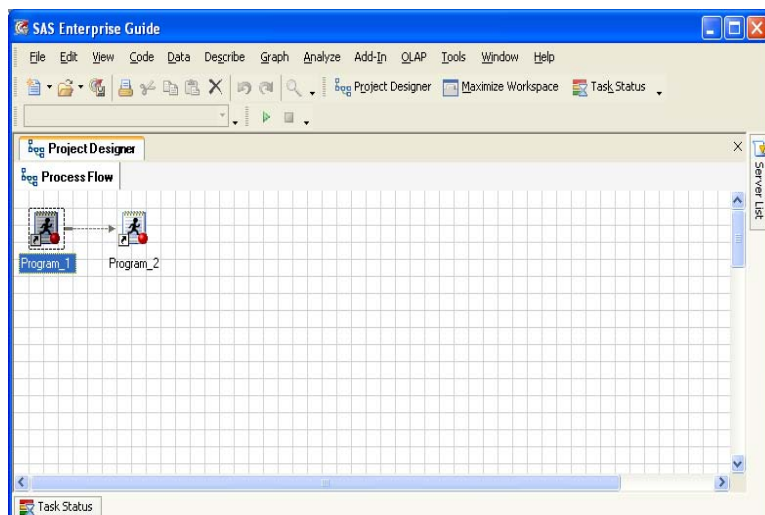 SAS Enterprise Guide
File Edit View Code Data Describe Graph Analyze Add-In OLAP Tools Window Help
Project Designer Maximize Workspace Task Status
Project Designer
Process Flow
Server List
Program_1 Program_2
Task Status